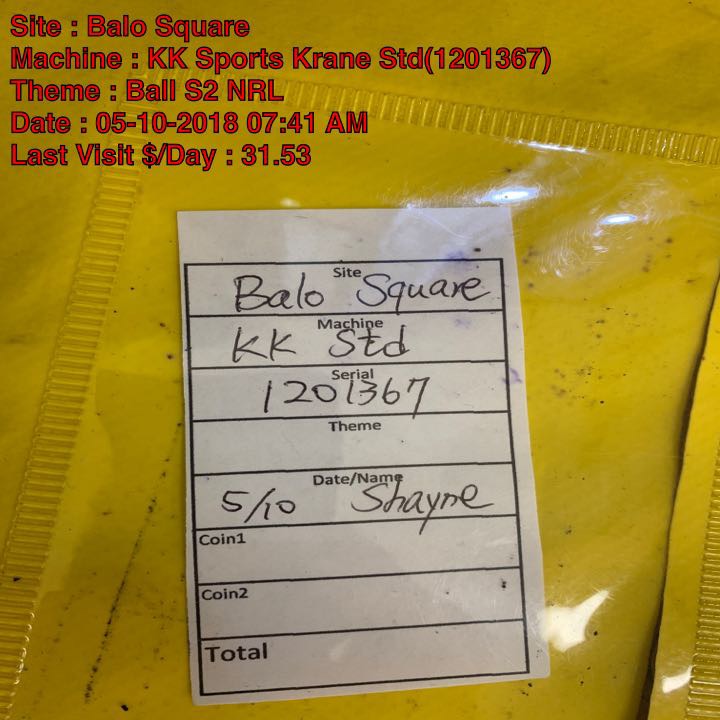 Site : Balo Square
Machine : KK Sports Krane Std(1201367)
Theme : Ball S2 NRL
Date : 05-10-2018 07:41 AM
Last Visit $/Day : 31.53
Site
Balo Square
Machine
KK Std
Serial
1201367
Theme
Date/Name
5/10 Shayne
Coin1
Coin2
Total